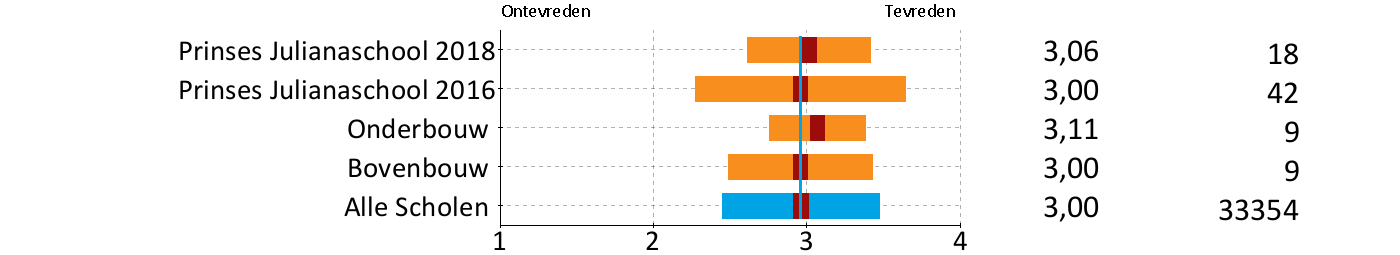 Ontevreden Tevreden
Prinses Julianaschool 2018 3,06 18
Prinses Julianaschool 2016 3,00 42
Onderbouw 3,11 9
Bovenbouw 3,00 9
Alle Scholen 3,00 33354
1 2 3 4